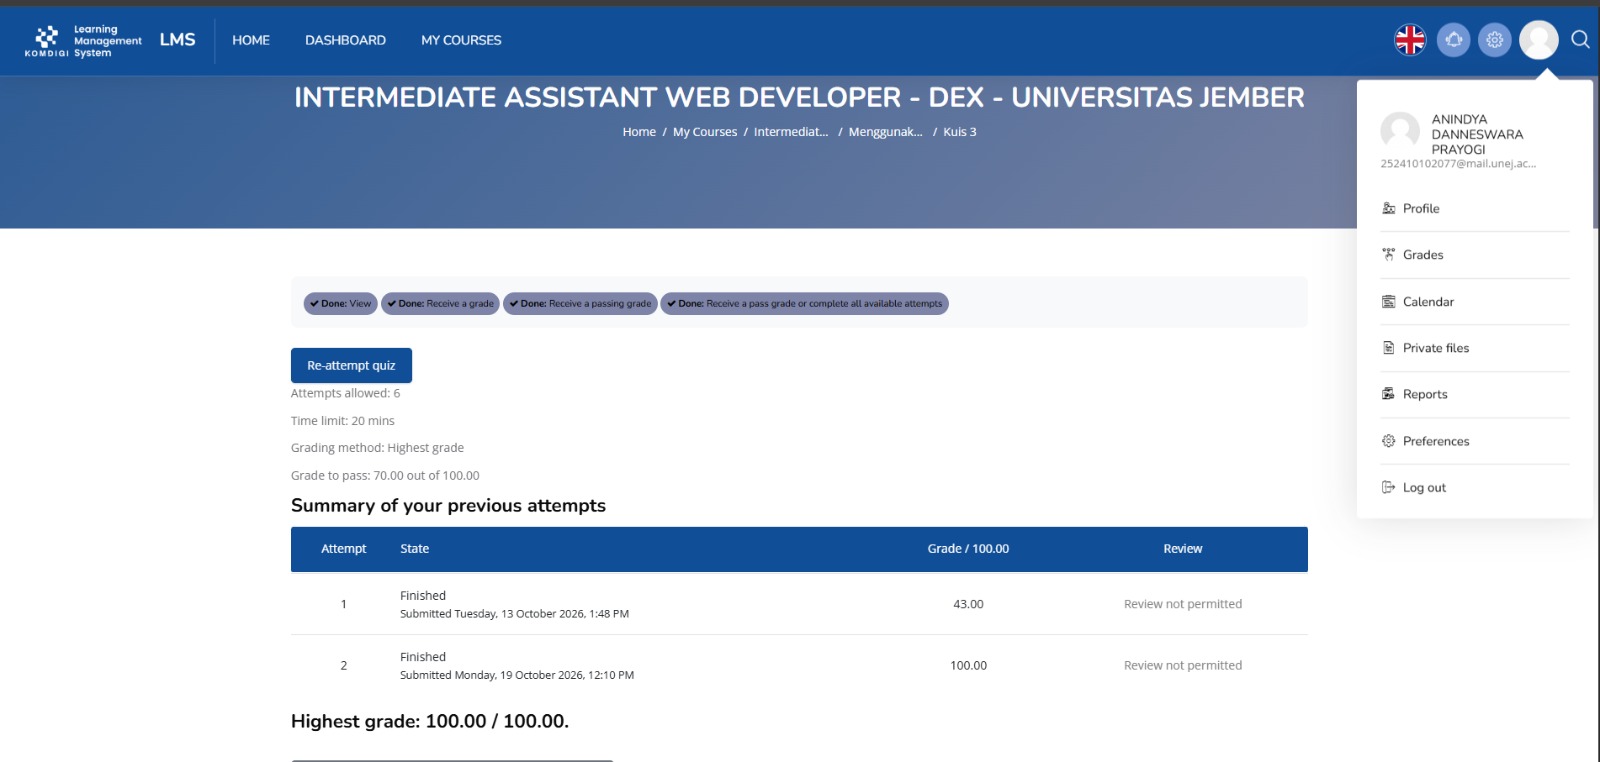 KOMDIGI
Learning
Management
System
LMS
HOME
DASHBOARD
MY COURSES
INTERMEDIATE ASSISTANT WEB DEVELOPER - DEX - UNIVERSITAS JEMBER
Home / My Courses / Intermediat... / Menggunak... / Kuis 3
ANINDYA
DANNESWARA
PRAYOGI
252410102077@mail.unej.ac...
Profile
Grades
Calendar
Private files
Reports
Preferences
Log out
Done: View
Done: Receive a grade
Done: Receive a passing grade
Done: Receive a pass grade or complete all available attempts
Re-attempt quiz
Attempts allowed: 6
Time limit: 20 mins
Grading method: Highest grade
Grade to pass: 70.00 out of 100.00
Summary of your previous attempts
Attempt State Grade / 100.00 Review
1 Finished 43.00 Review not permitted
Submitted Tuesday, 13 October 2026, 1:48 PM
2 Finished 100.00 Review not permitted
Submitted Monday, 19 October 2026, 12:10 PM
Highest grade: 100.00 / 100.00.